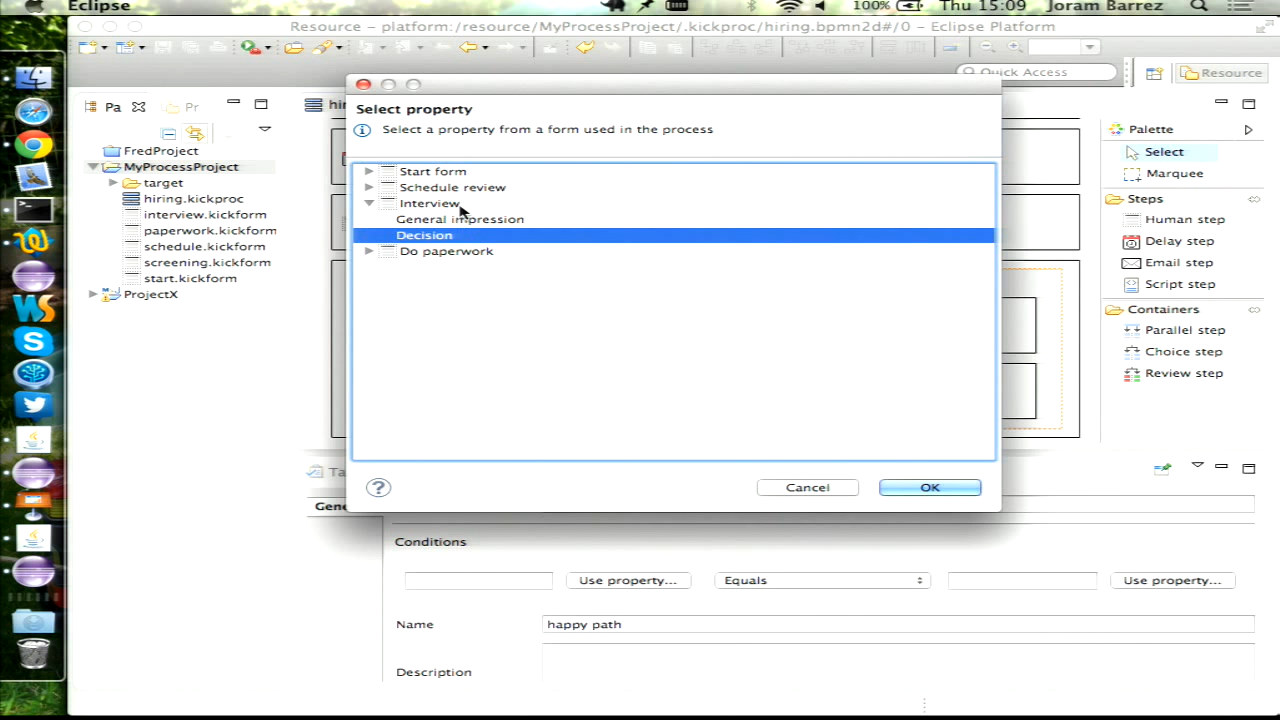 Eclipse
100%
Thu 15:09
Joram Barrez
Resource – platform:/resource/MyProcessProject/.kickproc/hiring.bpmn2d#/0 – Eclipse Platform
Quick Access
Resource
Pa
Pr
FredProject
MyProcessProject
target
hiring.kickproc
interview.kickform
paperwork.kickform
schedule.kickform
screening.kickform
start.kickform
ProjectX
Select property
Select a property from a form used in the process
Start form
Schedule review
Interview
General impression
Decision
Do paperwork
?
Cancel
OK
Palette
Select
Marquee
Steps
Human step
Delay step
Email step
Script step
Containers
Parallel step
Choice step
Review step
Ta
Gene
Conditions
Use property...
Equals
Use property...
Name
happy path
Description